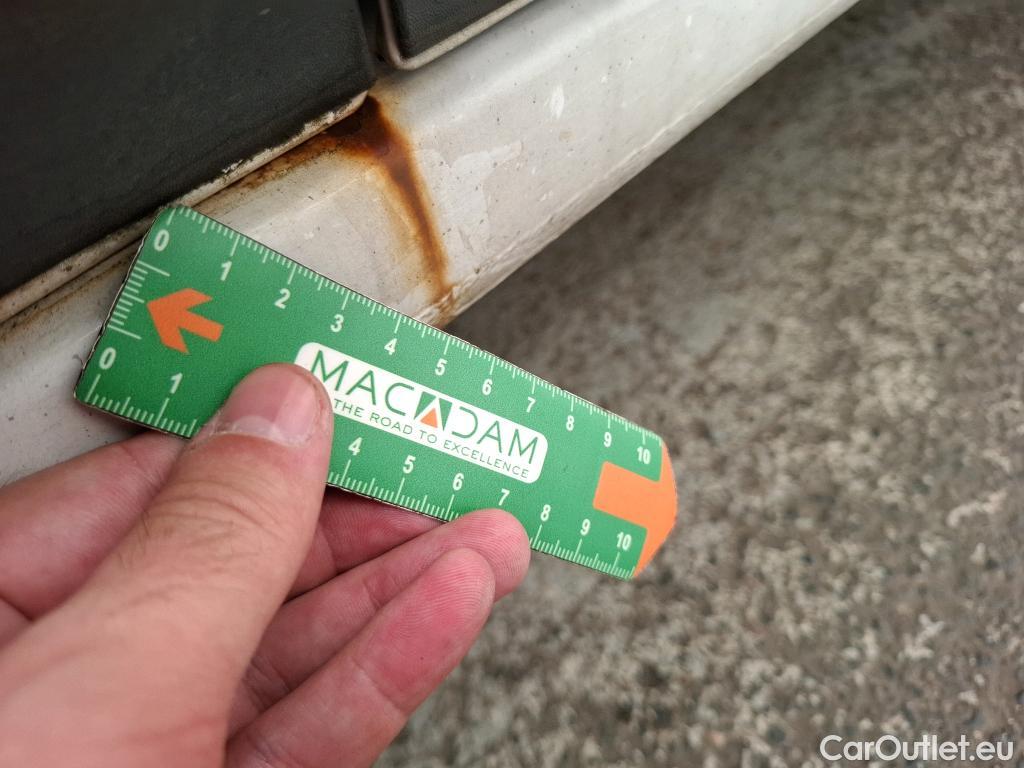 0 1 2 3 4 5 6 7 8 9 10
MACADAM
THE ROAD TO EXCELLENCE
0 1 4 5 6 7 8 9 10
CarOutlet.eu